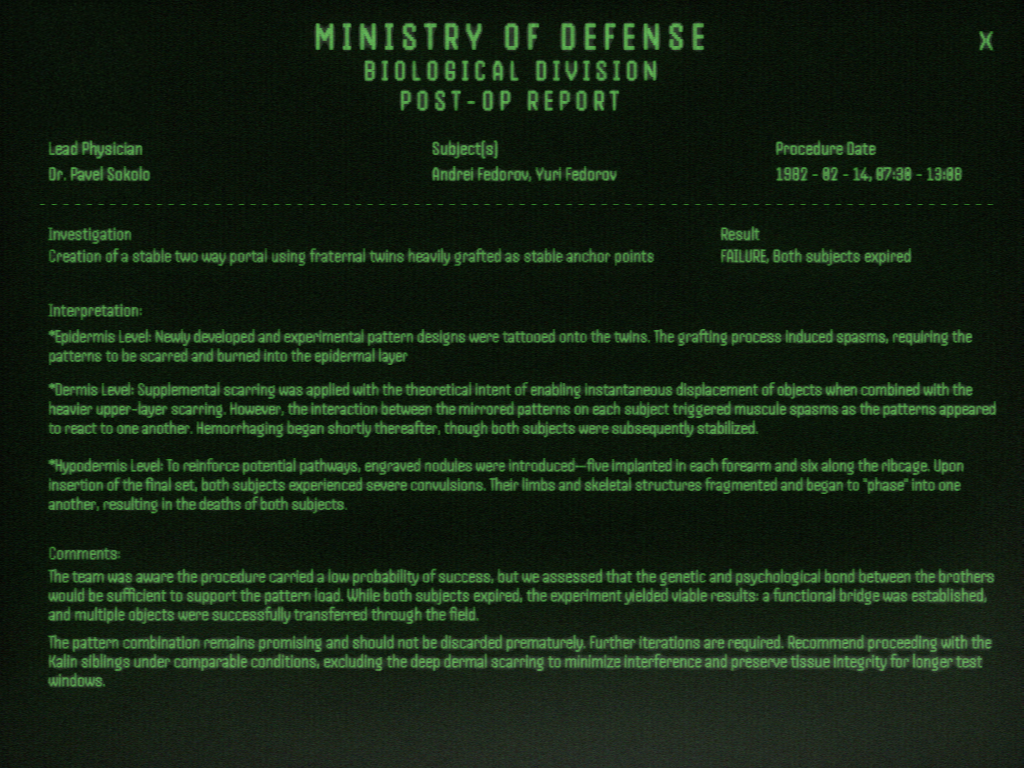 MINISTRY OF DEFENSE
X
BIOLOGICAL DIVISION
POST-OP REPORT
Lead Physician Subject(s) Procedure Date
Dr. Pavel Sokolo Andrei Fedorov, Yuri Fedorov 1982 - 02 - 14, 07:30 - 13:00
Investigation Result
Creation of a stable two way portal using fraternal twins heavily grafted as stable anchor points FAILURE, Both subjects expired
Interpretation:
*Epidermis Level: Newly developed and experimental pattern designs were tattooed onto the twins. The grafting process induced spasms, requiring the
patterns to be scarred and burned into the epidermal layer
*Dermis Level: Supplemental scarring was applied with the theoretical intent of enabling instantaneous displacement of objects when combined with the
heavier upper-layer scarring. However, the interaction between the mirrored patterns on each subject triggered muscule spasms as the patterns appeared
to react to one another. Hemorrhaging began shortly thereafter, though both subjects were subsequently stabilized.
*Hypodermis Level: To reinforce potential pathways, engraved nodules were introduced—five implanted in each forearm and six along the ribcage. Upon
insertion of the final set, both subjects experienced severe convulsions. Their limbs and skeletal structures fragmented and began to "phase" into one
another, resulting in the deaths of both subjects.
Comments:
The team was aware the procedure carried a low probability of success, but we assessed that the genetic and psychological bond between the brothers
would be sufficient to support the pattern load. While both subjects expired, the experiment yielded viable results: a functional bridge was established,
and multiple objects were successfully transferred through the field.
The pattern combination remains promising and should not be discarded prematurely. Further iterations are required. Recommend proceeding with the
Kalin siblings under comparable conditions, excluding the deep dermal scarring to minimize interference and preserve tissue integrity for longer test
windows.